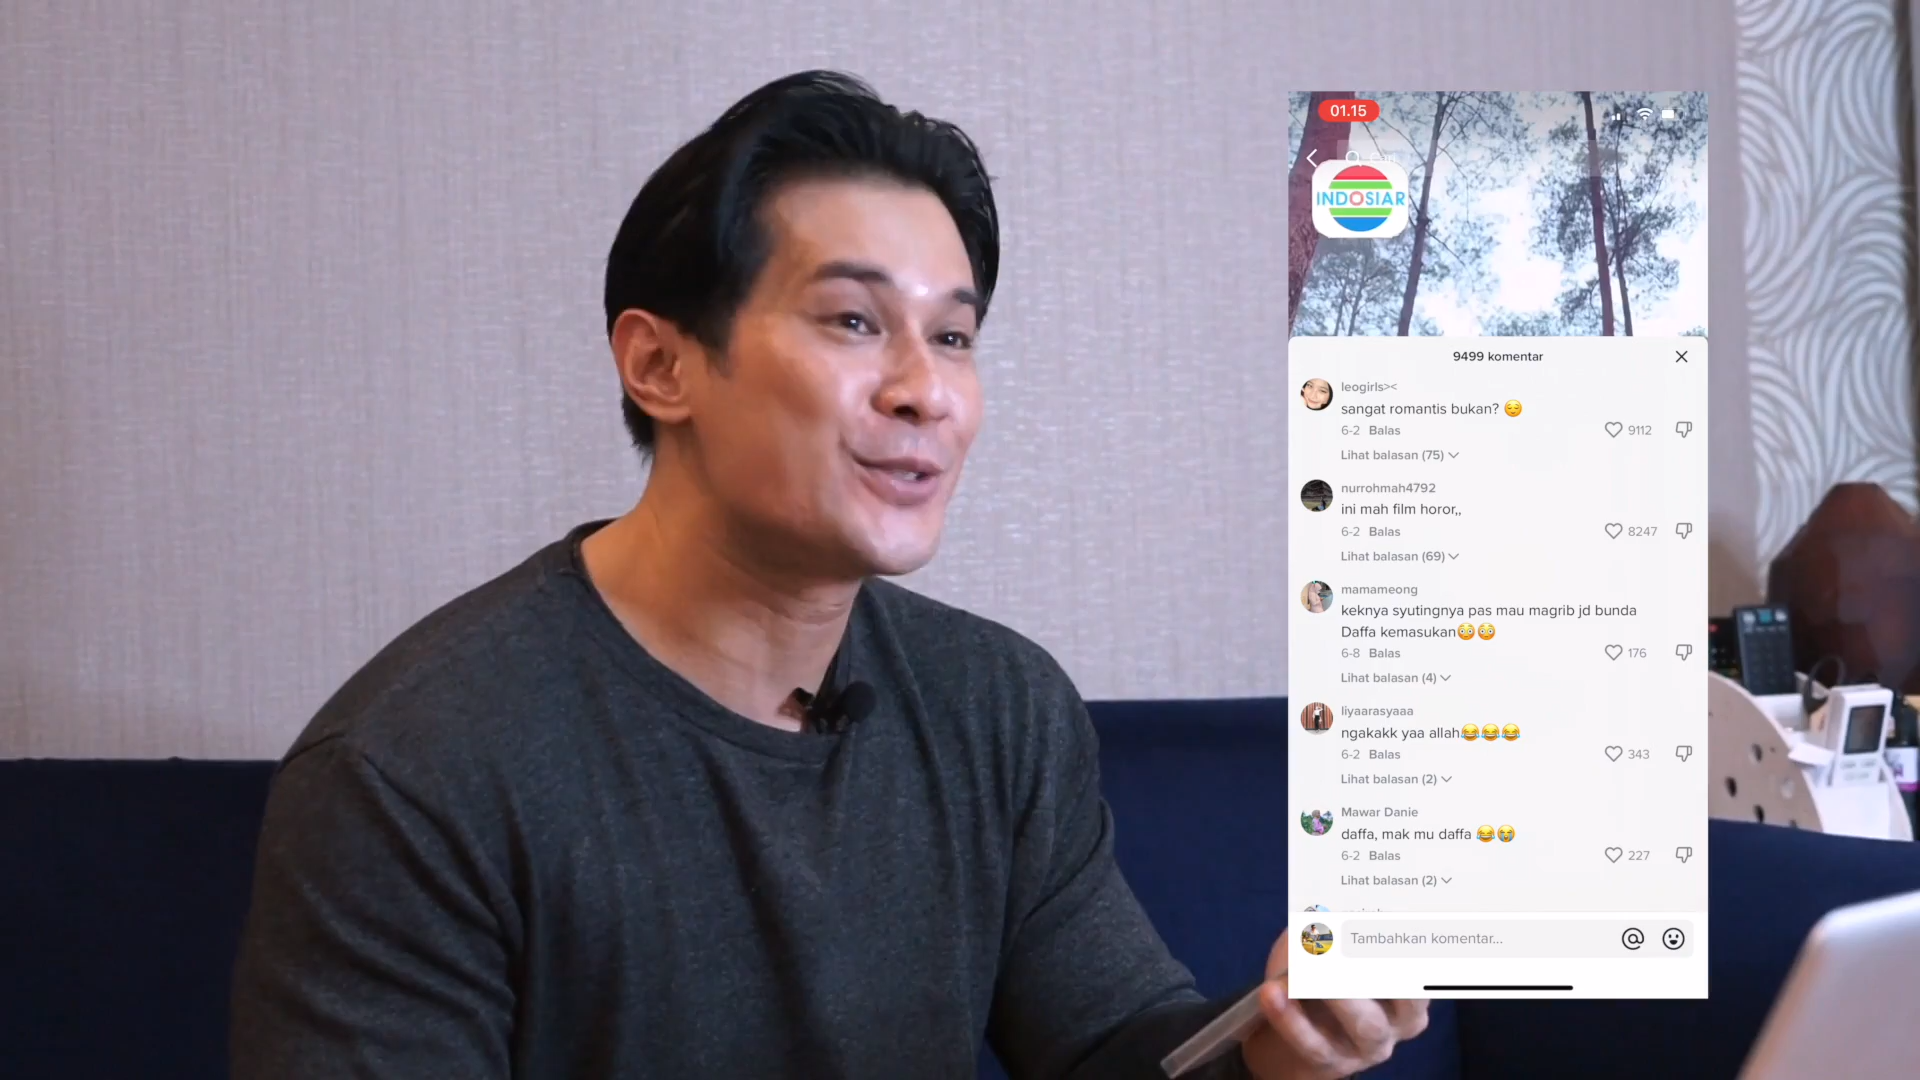 01.15
INDOSIAR
9499 komentar
leogirls><
sangat romantis bukan? 😌
6-2 Balas
9112
Lihat balasan (75)
nurrohmah4792
ini mah film horor,,
6-2 Balas
8247
Lihat balasan (69)
mamameong
keknya syutingnya pas mau magrib jd bunda
Daffa kemasukan😳😳
6-8 Balas
176
Lihat balasan (4)
liyaarasyaaa
ngakakk yaa allah😂😂😂
6-2 Balas
343
Lihat balasan (2)
Mawar Danie
daffa, mak mu daffa 😂😭
6-2 Balas
227
Lihat balasan (2)
Tambahkan komentar...